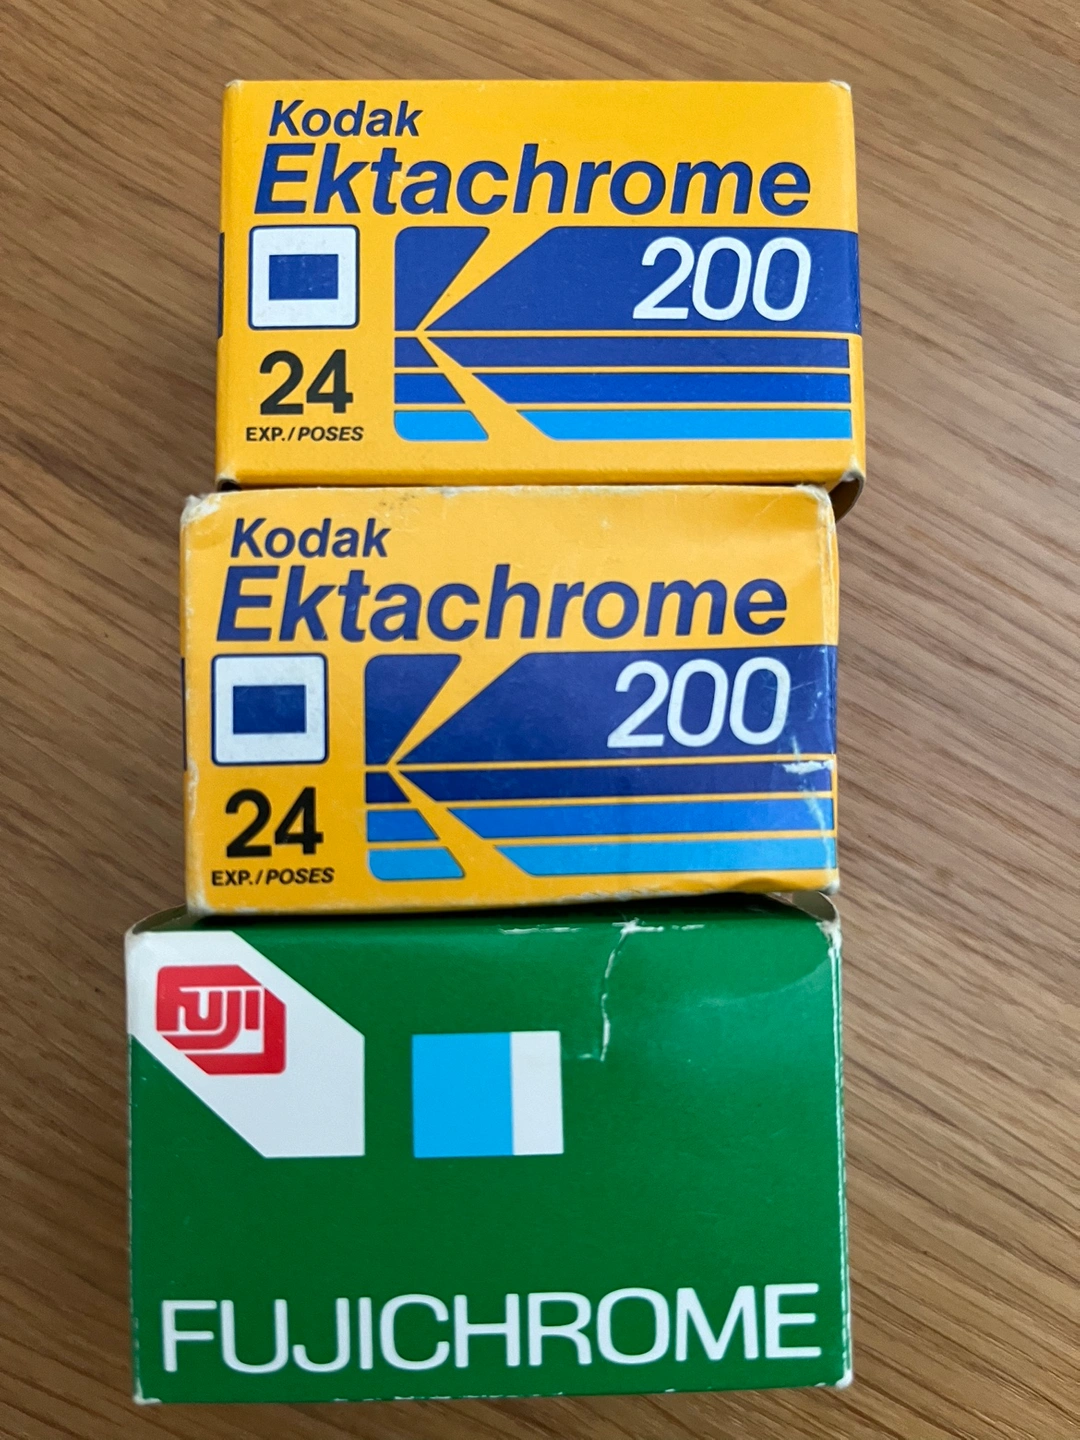 Kodak
Ektachrome
200
24
EXP./POSES
Kodak
Ektachrome
200
24
EXP./POSES
FUJI
FUJICHROME